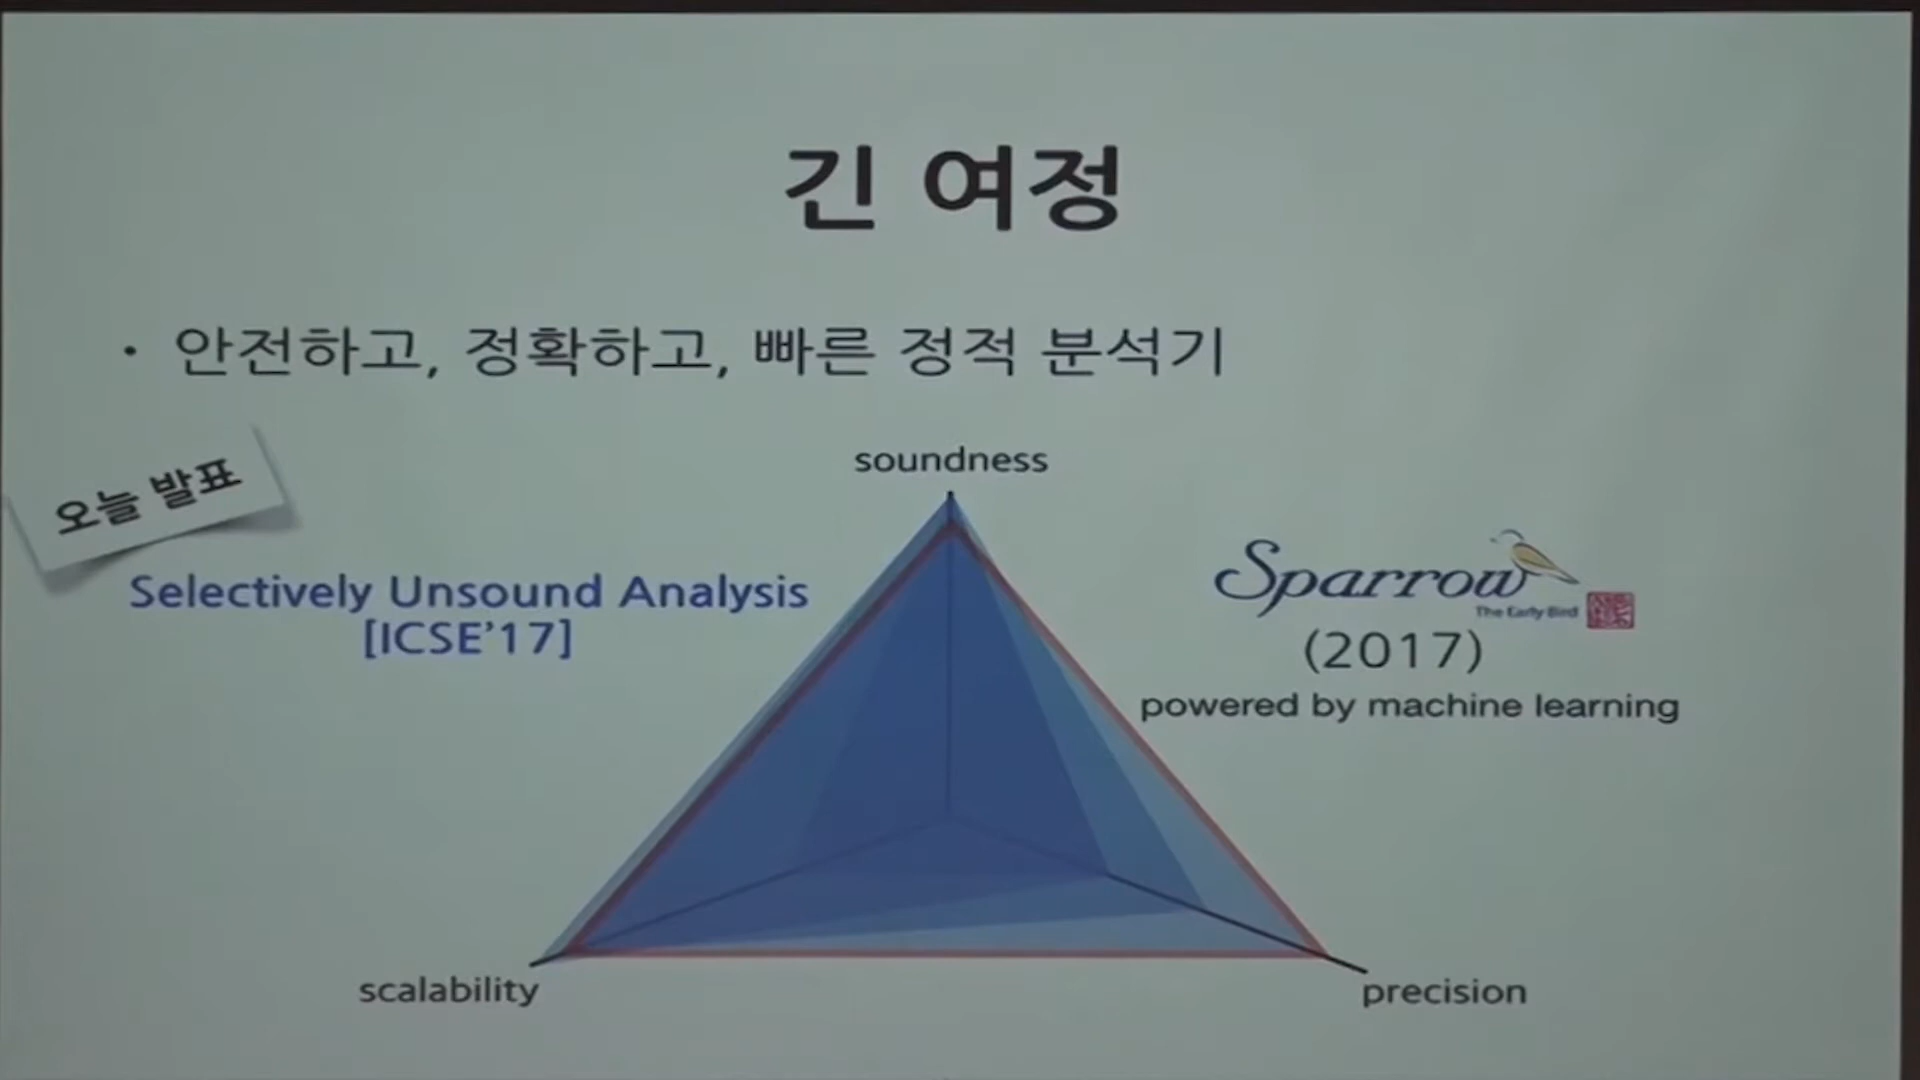 긴 여정
• 안전하고, 정확하고, 빠른 정적 분석기
오늘 발표
soundness
Selectively Unsound Analysis
[ICSE'17]
Sparrow
The Early Bird
(2017)
powered by machine learning
scalability
precision